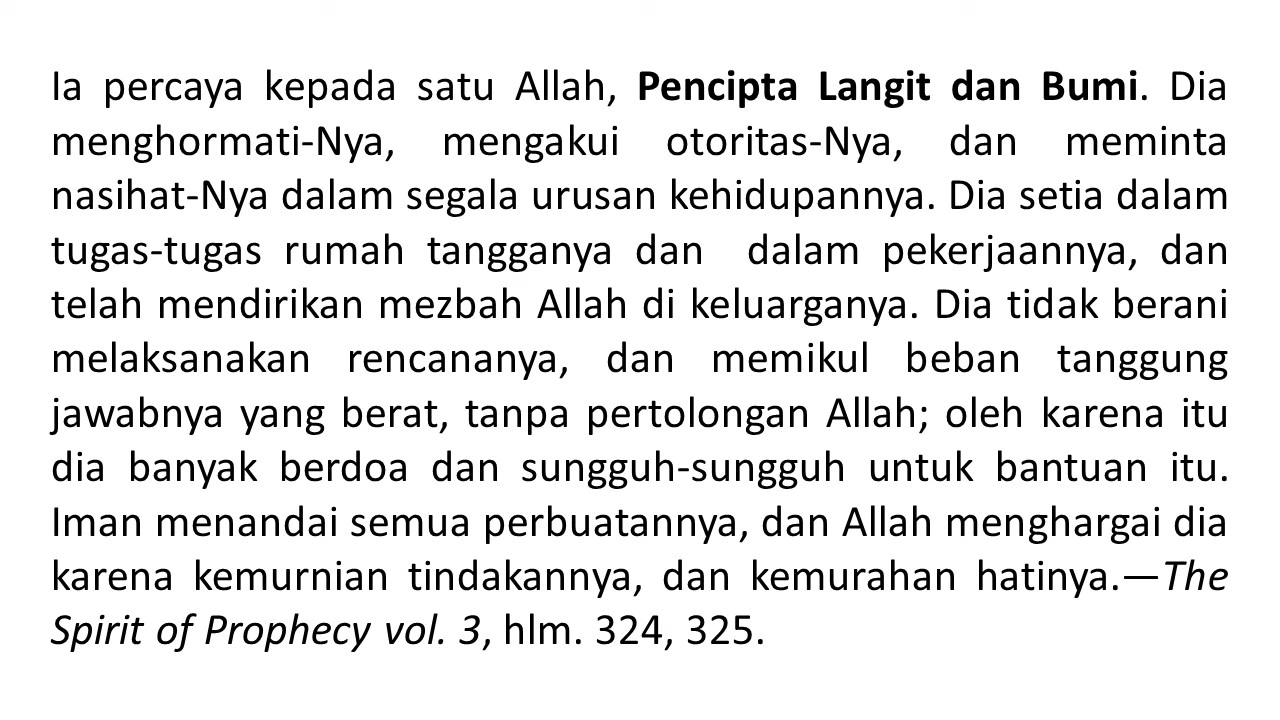 Ia percaya kepada satu Allah, Pencipta Langit dan Bumi. Dia
menghormati-Nya, mengakui otoritas-Nya, dan meminta
nasihat-Nya dalam segala urusan kehidupannya. Dia setia dalam
tugas-tugas rumah tangganya dan  dalam pekerjaannya, dan
telah mendirikan mezbah Allah di keluarganya. Dia tidak berani
melaksanakan rencananya, dan memikul beban tanggung
jawabnya yang berat, tanpa pertolongan Allah; oleh karena itu
dia banyak berdoa dan sungguh-sungguh untuk bantuan itu.
Iman menandai semua perbuatannya, dan Allah menghargai dia
karena kemurnian tindakannya, dan kemurahan hatinya.—The
Spirit of Prophecy vol. 3, hlm. 324, 325.